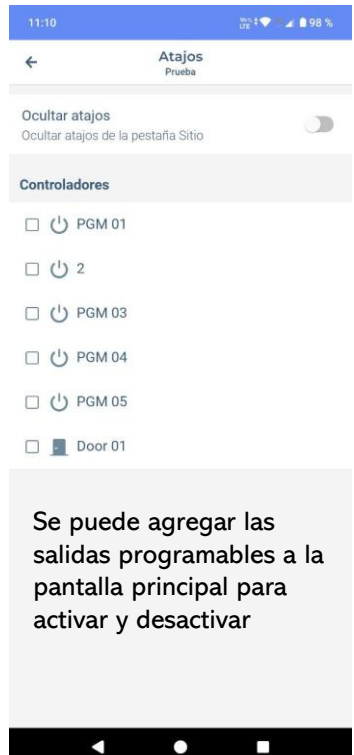 11:10
98 %
Atajos
Prueba
Ocultar atajos
Ocultar atajos de la pestaña Sitio
Controladores
PGM 01
2
PGM 03
PGM 04
PGM 05
Door 01
Se puede agregar las
salidas programables a la
pantalla principal para
activar y desactivar